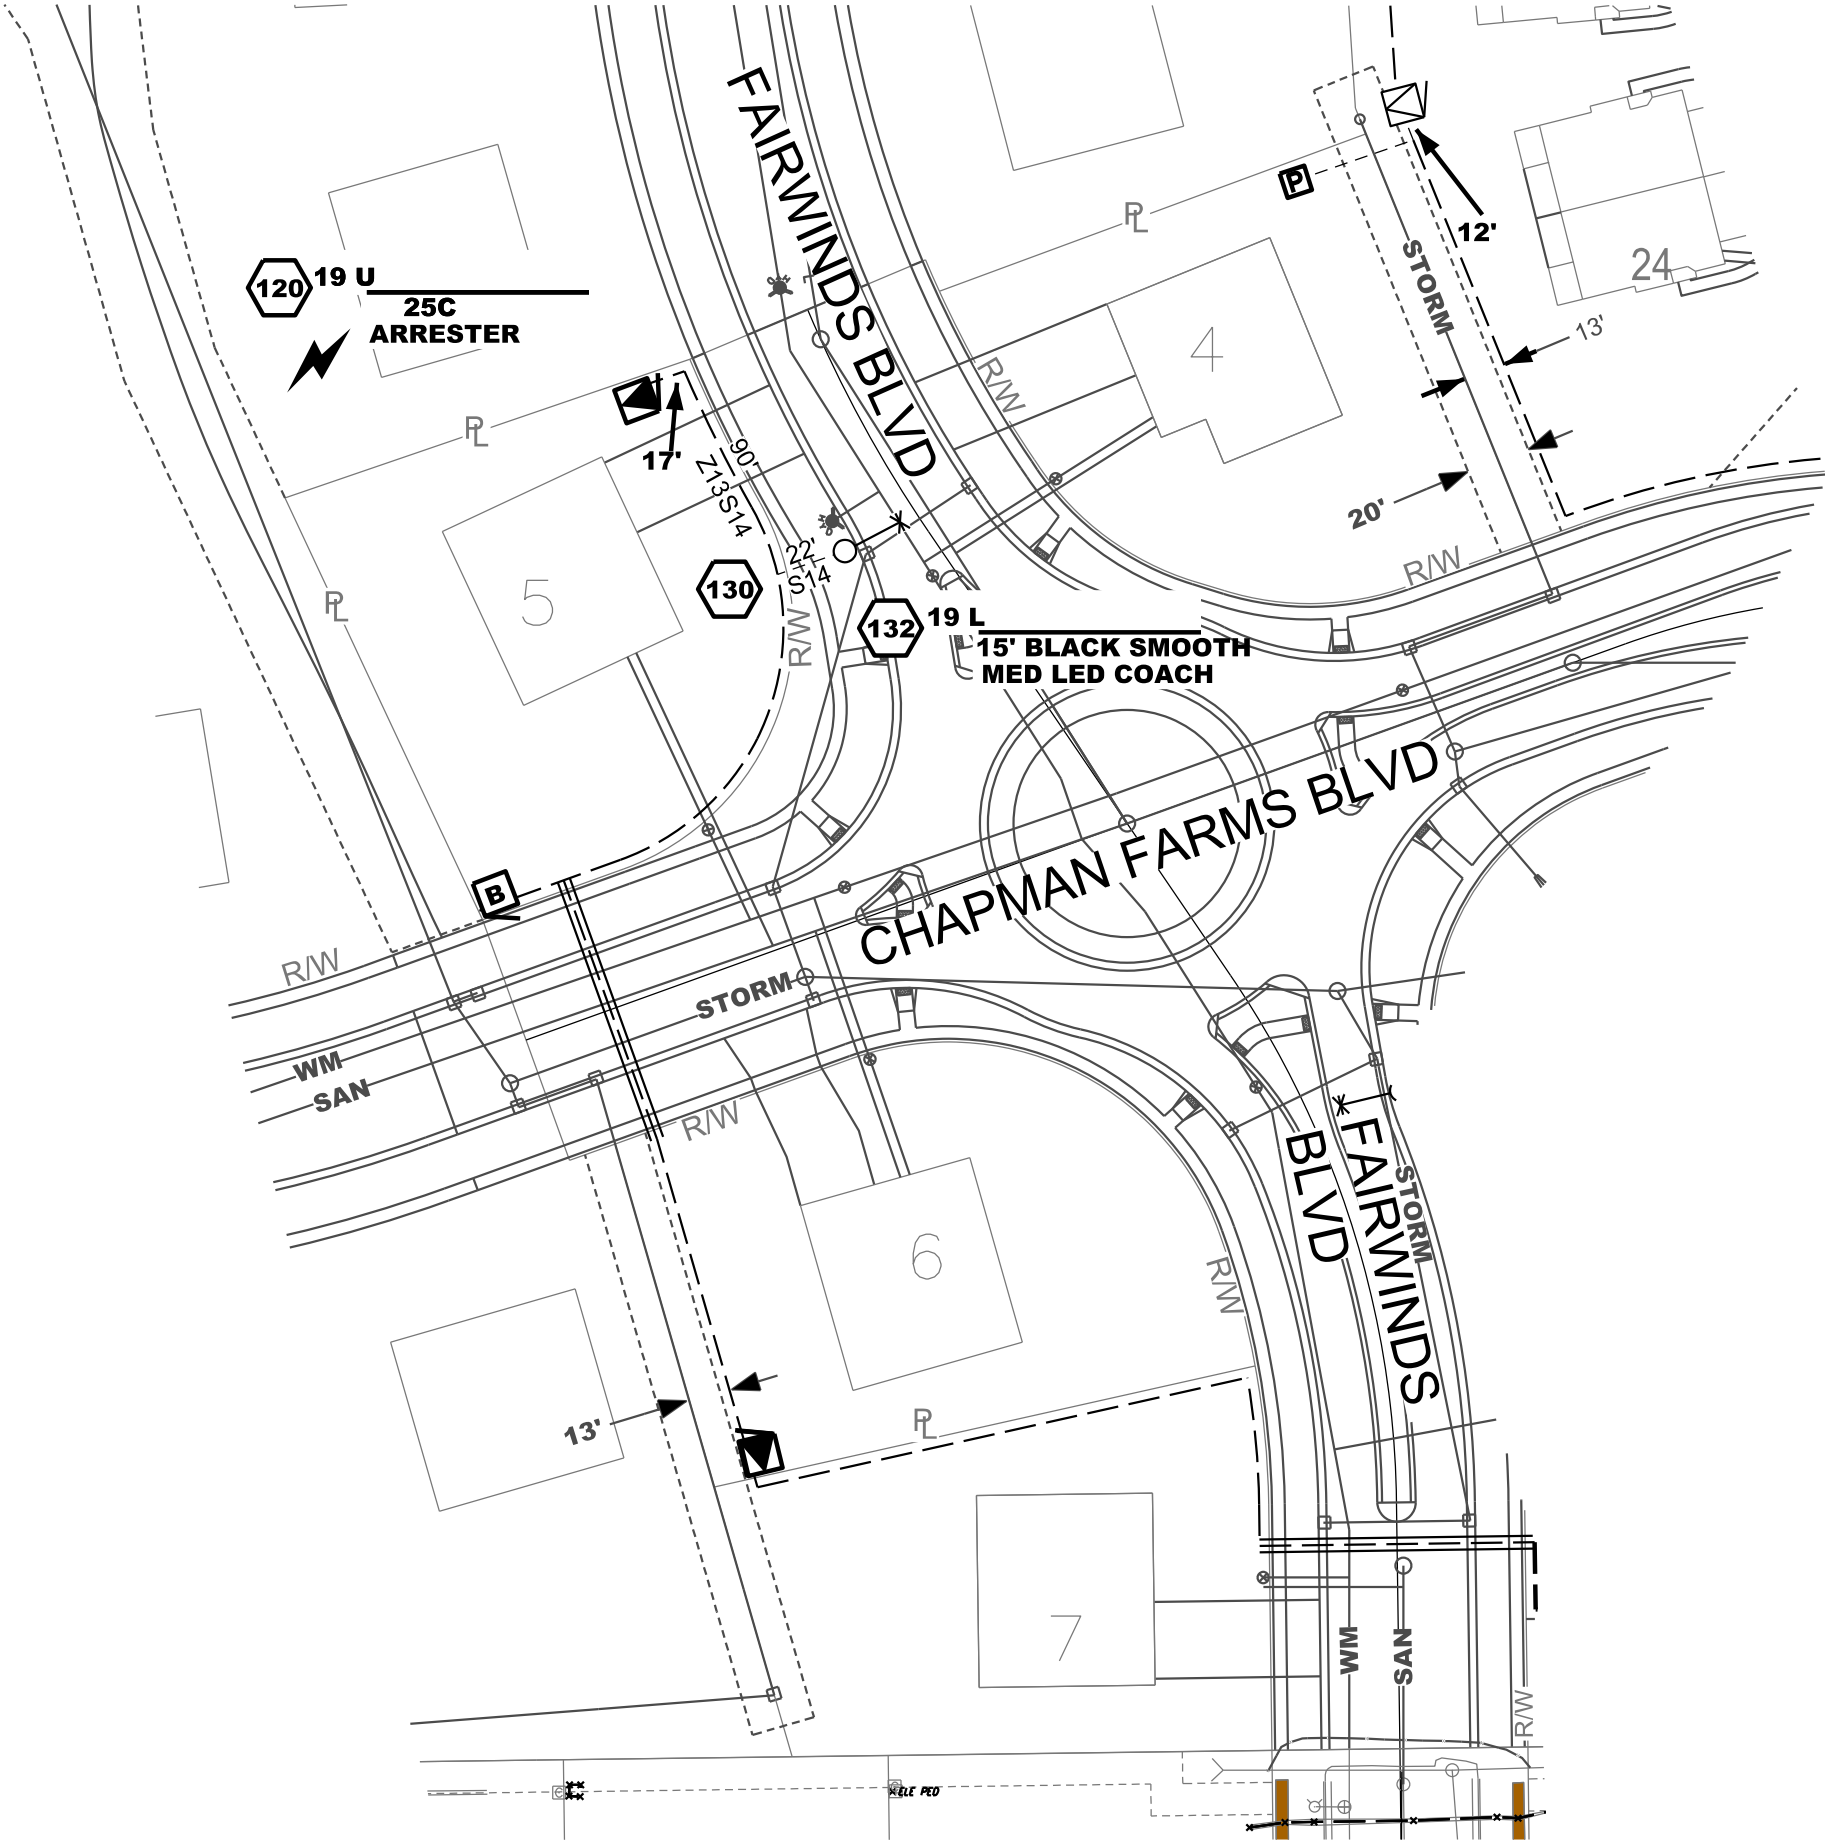 FAIRWINDS BLVD
P
12'
STORM
24
13'
120
19 U
25C
ARRESTER
PL
4
R/W
PL
17'
90'
Z13S14
20'
22'
S14
R/W
5
130
PL
R/W
132
19 L
15' BLACK SMOOTH
MED LED COACH
CHAPMAN FARMS BLVD
B
R/W
STORM
WM
SAN
R/W
FAIRWINDS
BLVD
STORM
6
R/W
13'
PL
7
WM
SAN
R/W
ELE PED